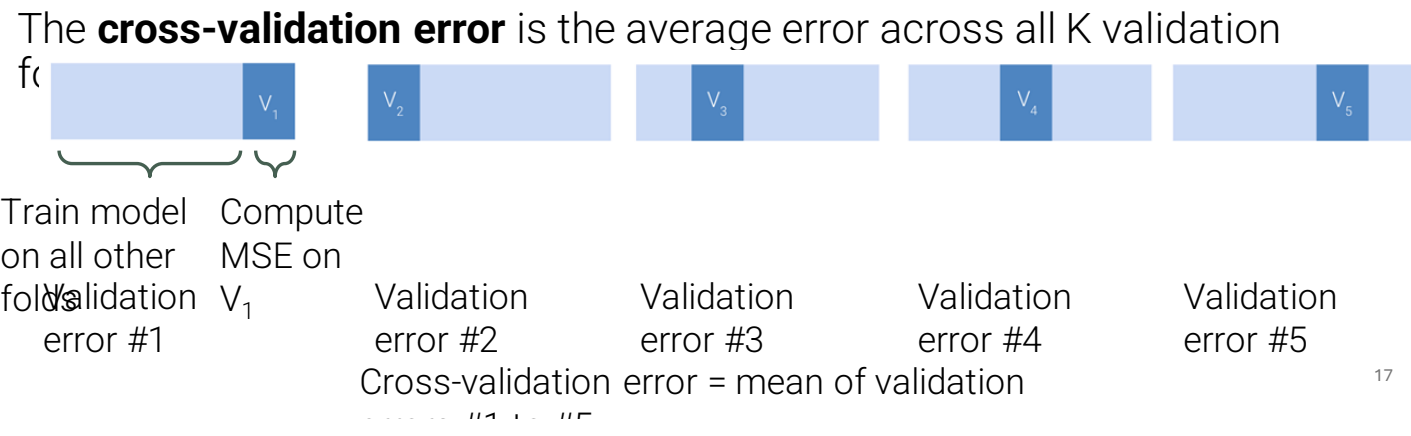 The cross-validation error is the average error across all K validation
V₁
V₂
V₃
V₄
V₅
Train model
on all other
folds
Compute
MSE on
V₁
Validation
error #1
Validation
error #2
Validation
error #3
Validation
error #4
Validation
error #5
Cross-validation error = mean of validation
17